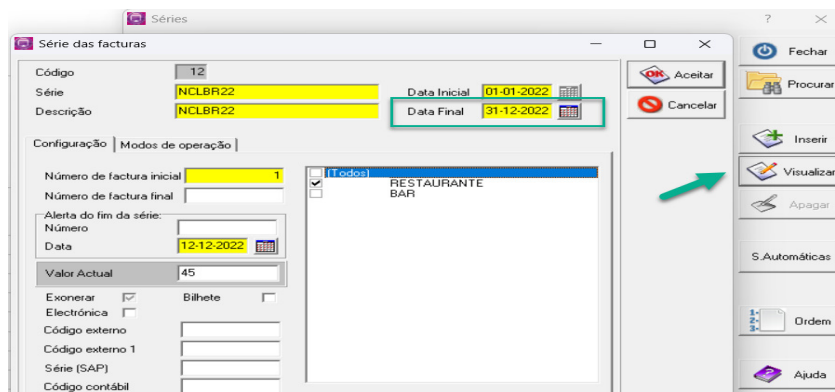 Séries
?
Série das facturas
Fechar
Código 12
Aceitar
Série NCLBR22 Data Inicial 01-01-2022
Procurar
Descrição NCLBR22 Data Final 31-12-2022
Cancelar
Configuração Modos de operação
Inserir
Número de factura inicial 1
(Todos)
Visualizar
RESTAURANTE
Número de factura final
BAR
Apagar
Alerta do fim da série:
Número
Data 12-12-2022
S.Automáticas
Valor Actual 45
Exonerar Bilhete
Electrónica
Ordem
Código externo
Código externo 1
Série (SAP)
Ajuda
Código contábil